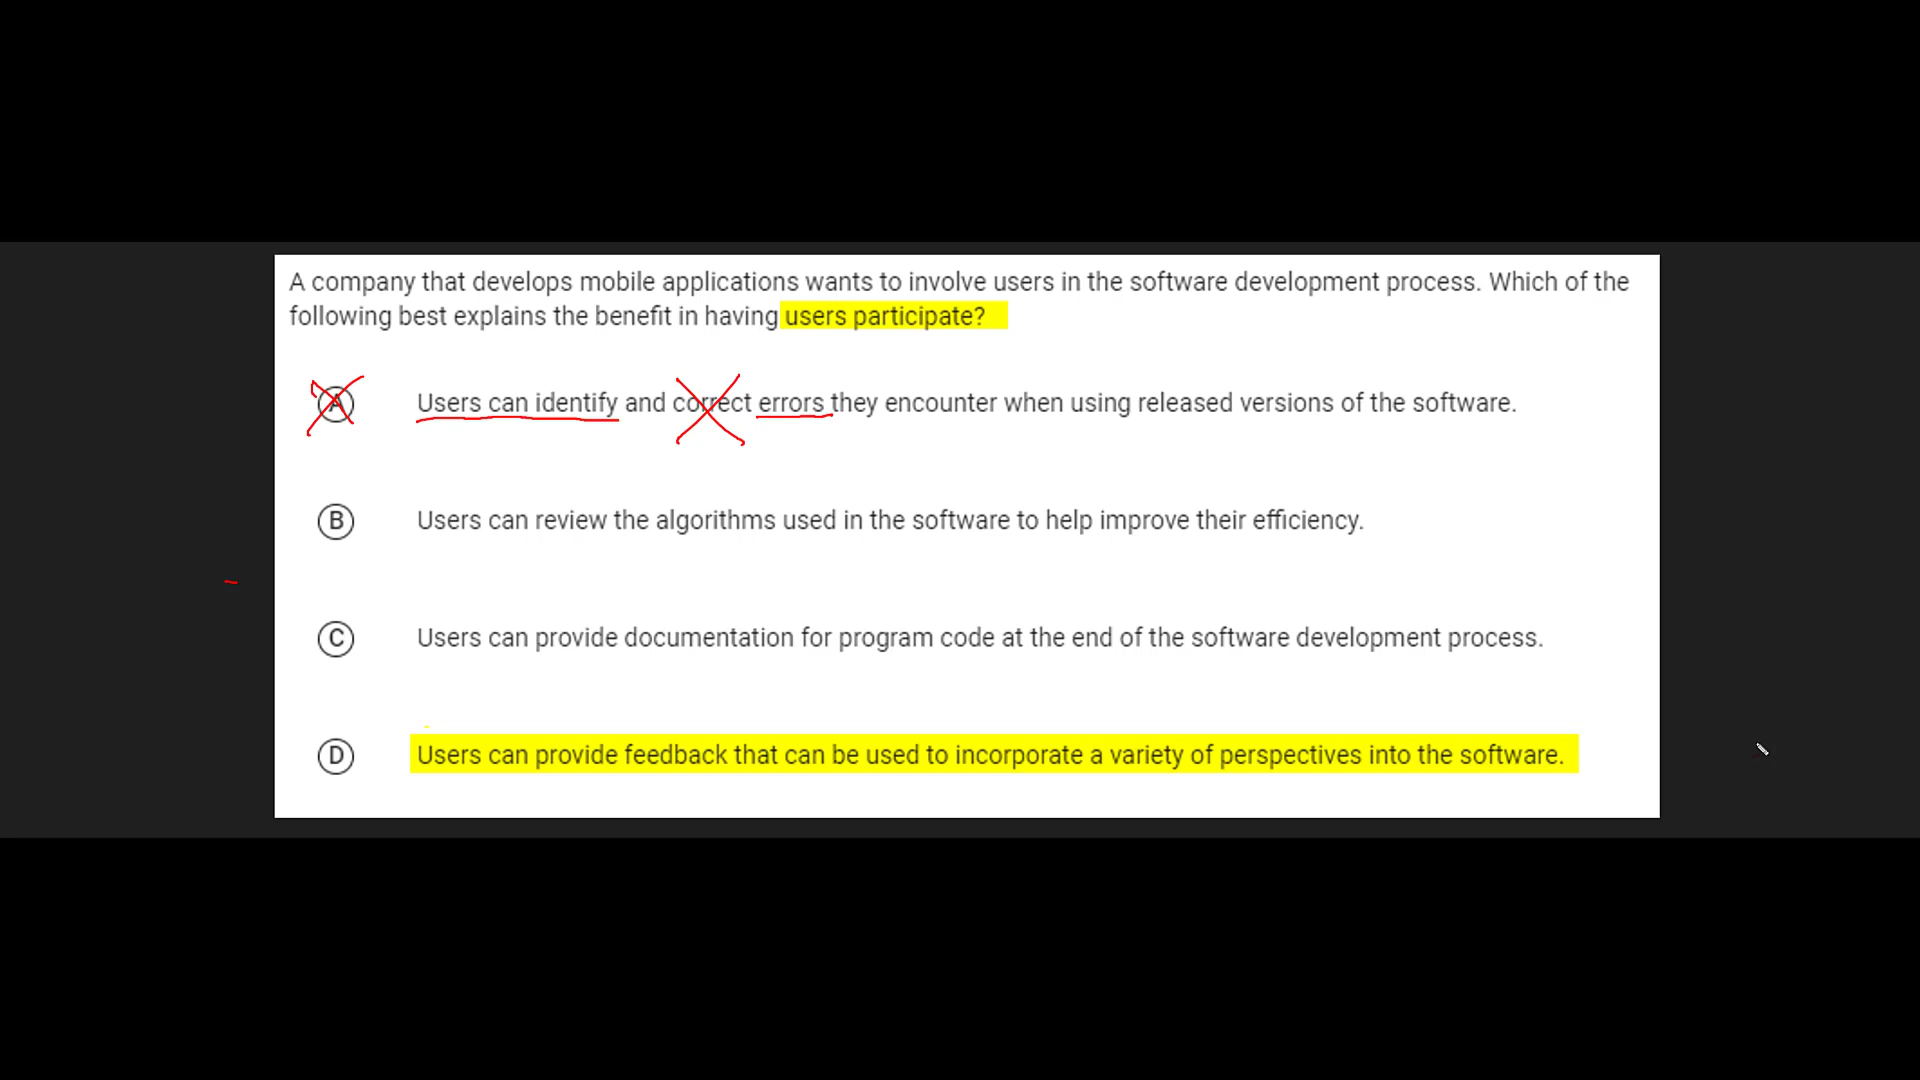 A company that develops mobile applications wants to involve users in the software development process. Which of the
following best explains the benefit in having users participate?
A Users can identify and correct errors they encounter when using released versions of the software.
B Users can review the algorithms used in the software to help improve their efficiency.
C Users can provide documentation for program code at the end of the software development process.
D Users can provide feedback that can be used to incorporate a variety of perspectives into the software.